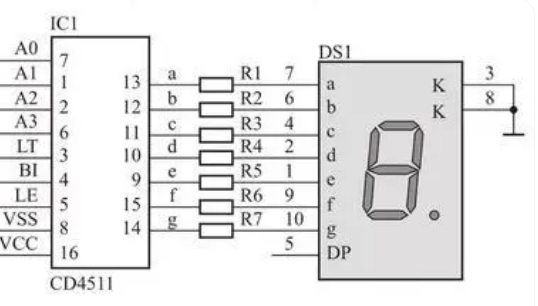 IC1
DS1
A0 7
A1 1 13 a R1 7 a K 3
A2 2 12 b R2 6 b K 8
A3 6 11 c R3 4 c
LT 3 10 d R4 2 d
BI 4 9 e R5 1 e
LE 5 15 f R6 9 f
VSS 8 14 g R7 10 g
VCC 16 5 DP
CD4511